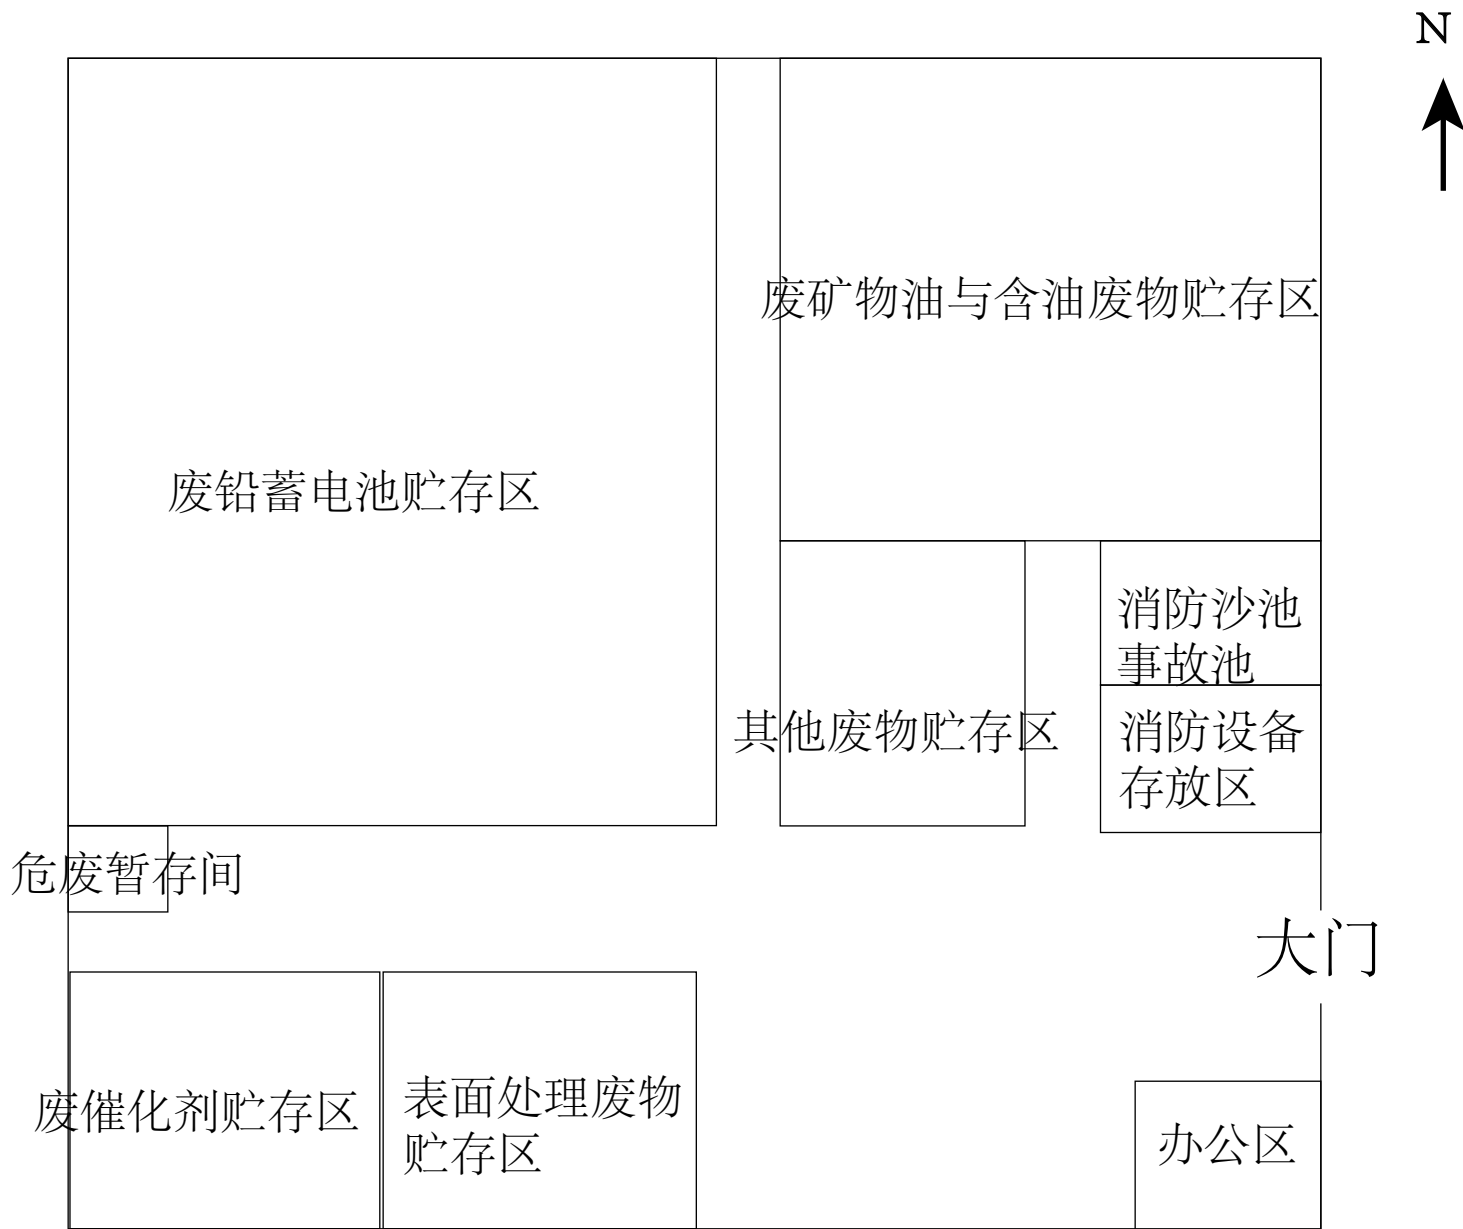 N
废矿物油与含油废物贮存区
废铅蓄电池贮存区
消防沙池
事故池
其他废物贮存区
消防设备
存放区
危废暂存间
大门
废催化剂贮存区
表面处理废物
贮存区
办公区